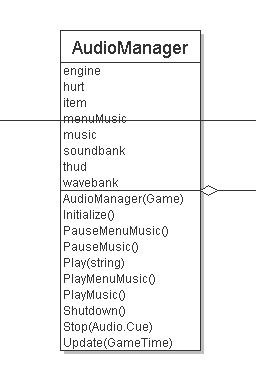 AudioManager
engine
hurt
item
menuMusic
music
soundbank
thud
wavebank
AudioManager(Game)
Initialize()
PauseMenuMusic()
PauseMusic()
Play(string)
PlayMenuMusic()
PlayMusic()
Shutdown()
Stop(Audio.Cue)
Update(GameTime)